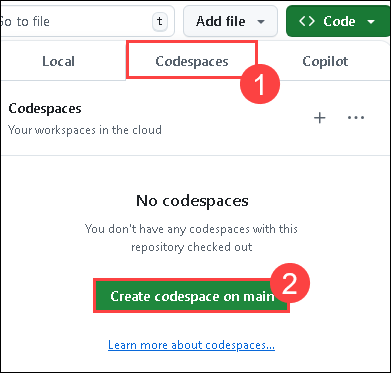 Go to file
t
Add file
Code
Local
Codespaces
Copilot
1
Codespaces
Your workspaces in the cloud
+
...
No codespaces
You don't have any codespaces with this
repository checked out
2
Create codespace on main
Learn more about codespaces...